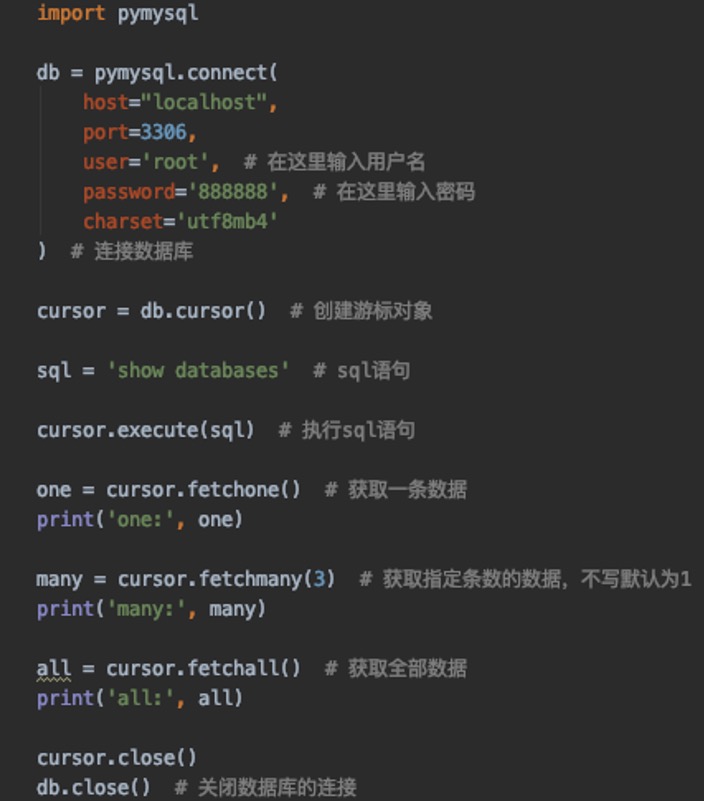 import pymysql
db = pymysql.connect(
host="localhost",
port=3306,
user='root',  # 在这里输入用户名
password='888888',  # 在这里输入密码
charset='utf8mb4'
)  # 连接数据库
cursor = db.cursor()  # 创建游标对象
sql = 'show databases'  # sql语句
cursor.execute(sql)  # 执行sql语句
one = cursor.fetchone()  # 获取一条数据
print('one:', one)
many = cursor.fetchmany(3)  # 获取指定条数的数据，不写默认为1
print('many:', many)
all = cursor.fetchall()  # 获取全部数据
print('all:', all)
cursor.close()
db.close()  # 关闭数据库的连接